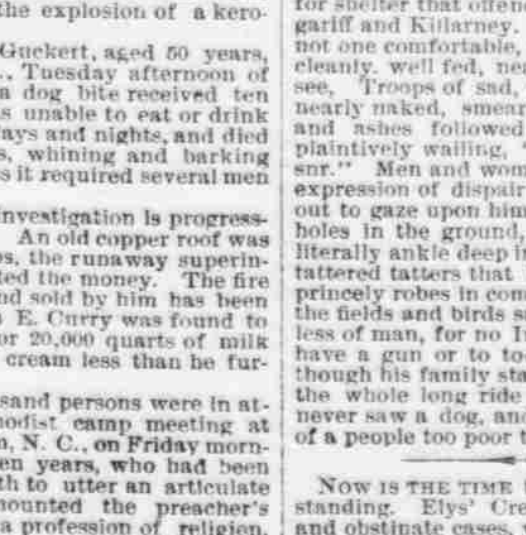 the explosion of a kero-
Guckert, aged 50 years,
., Tuesday afternoon of
a dog bite received ten
s unable to eat or drink
ays and nights, and died
s, whining and barking
s it required several men
investigation is progress-
An old copper roof was
os, the runaway superin-
ted the money. The fire
nd sold by him has been
E. Curry was found to
or 20,000 quarts of milk
cream less than he fur-
sand persons were in at-
odist camp meeting at
, N. C., on Friday morn-
en years, who had been
th to utter an articulate
mounted the preacher's
a profession of religion.
for shelter that offen
gariff and Killarney.
not one comfortable,
cleanly. well fed, nea
see, Troops of sad,
nearly naked, smear
and ashes followed
plaintively wailing, "
snr." Men and wom
expression of dispair
out to gaze upon him
holes in the ground,
literally ankle deep i
tattered tatters that
princely robes in com
the fields and birds s
less of man, for no I
have a gun or to to
though his family sta
the whole long ride
never saw a dog, and
of a people too poor t
NOW IS THE TIME
standing. Elys' Cre
and obstinate cases,